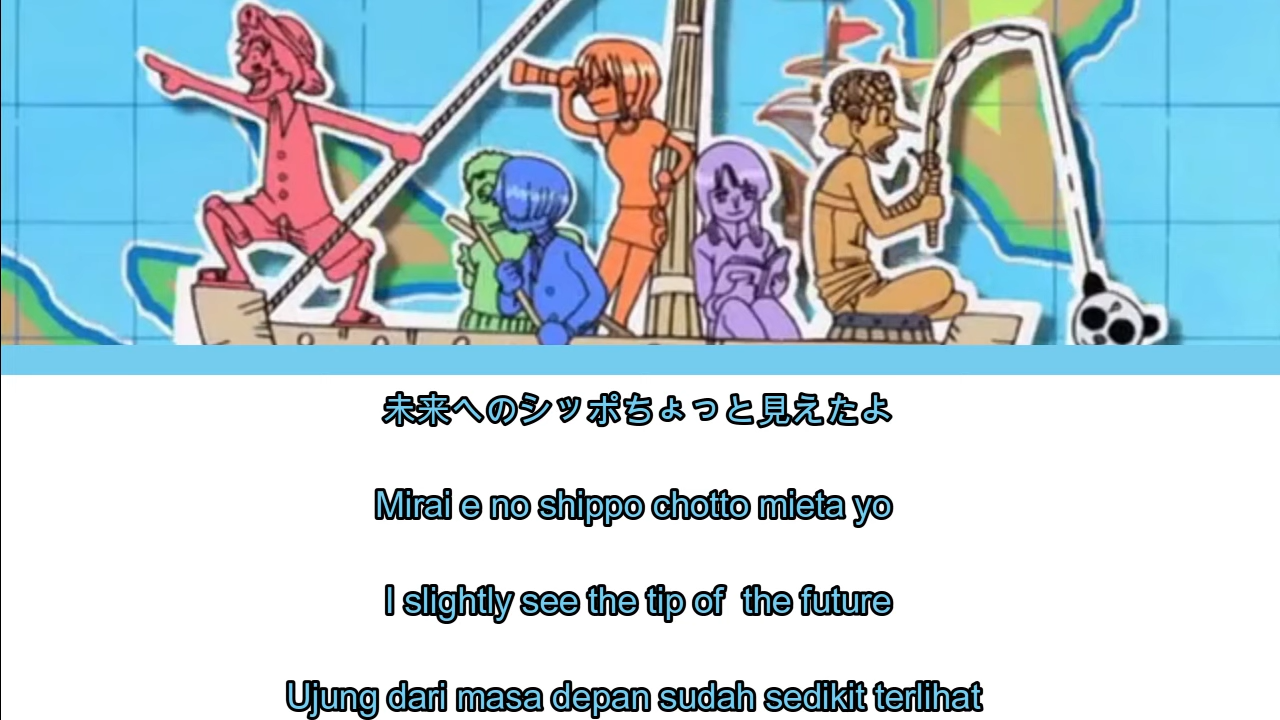 未来へのシッポちょっと見えたよ
Mirai e no shippo chotto mieta yo
I slightly see the tip of  the future
Ujung dari masa depan sudah sedikit terlihat